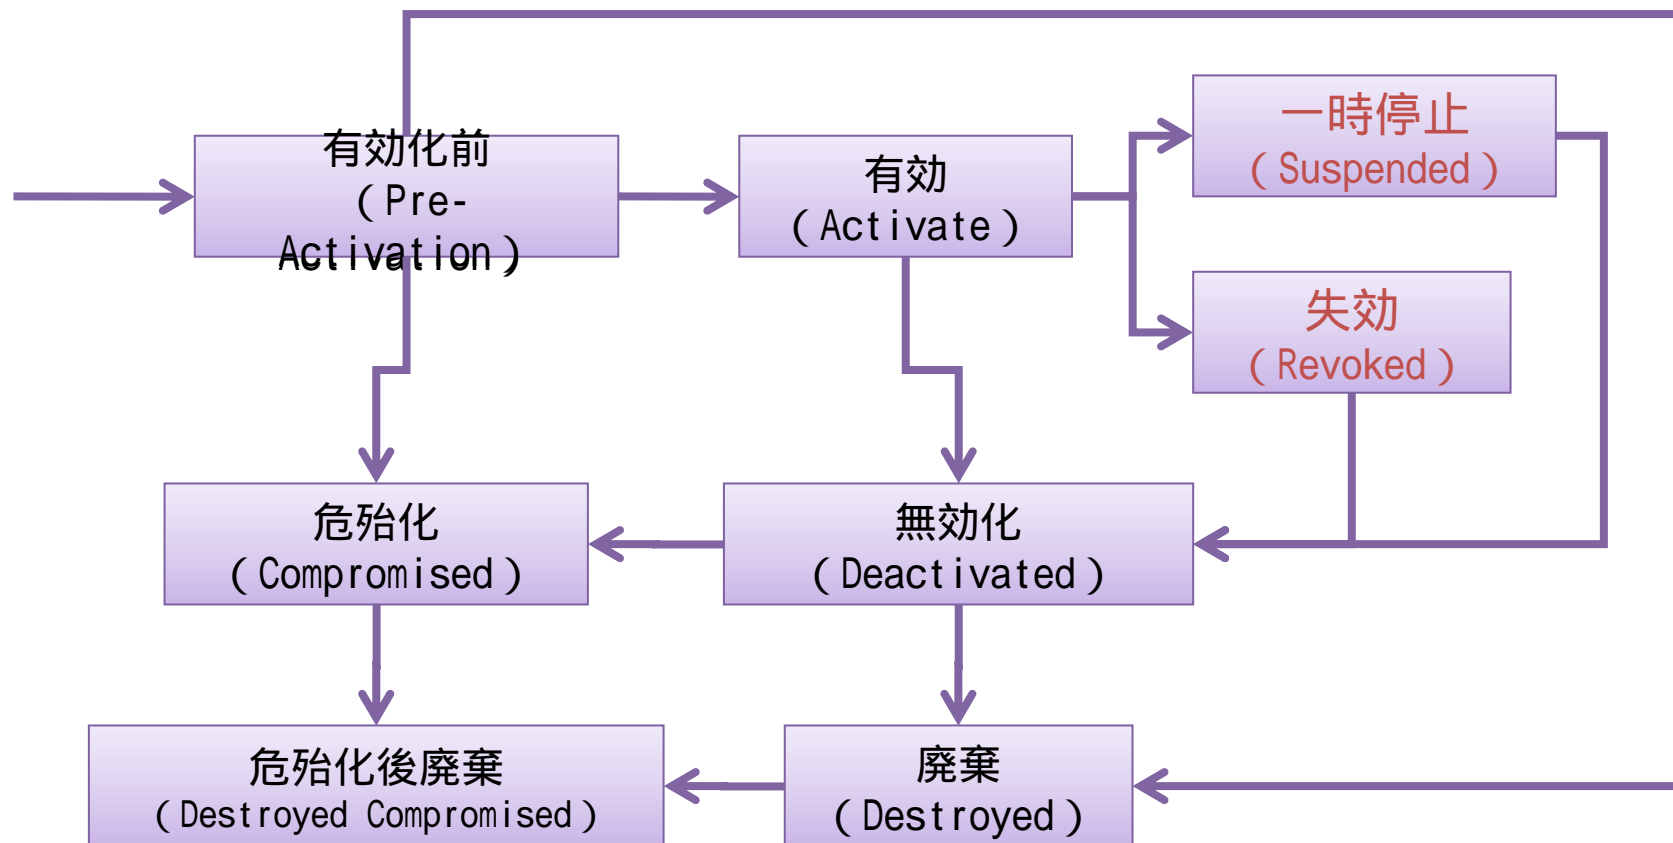 有効化前
（Pre-
Activation）
有効
（Activate）
一時停止
（Suspended）
失効
（Revoked）
危殆化
（Compromised）
無効化
（Deactivated）
危殆化後廃棄
（Destroyed Compromised）
廃棄
（Destroyed）